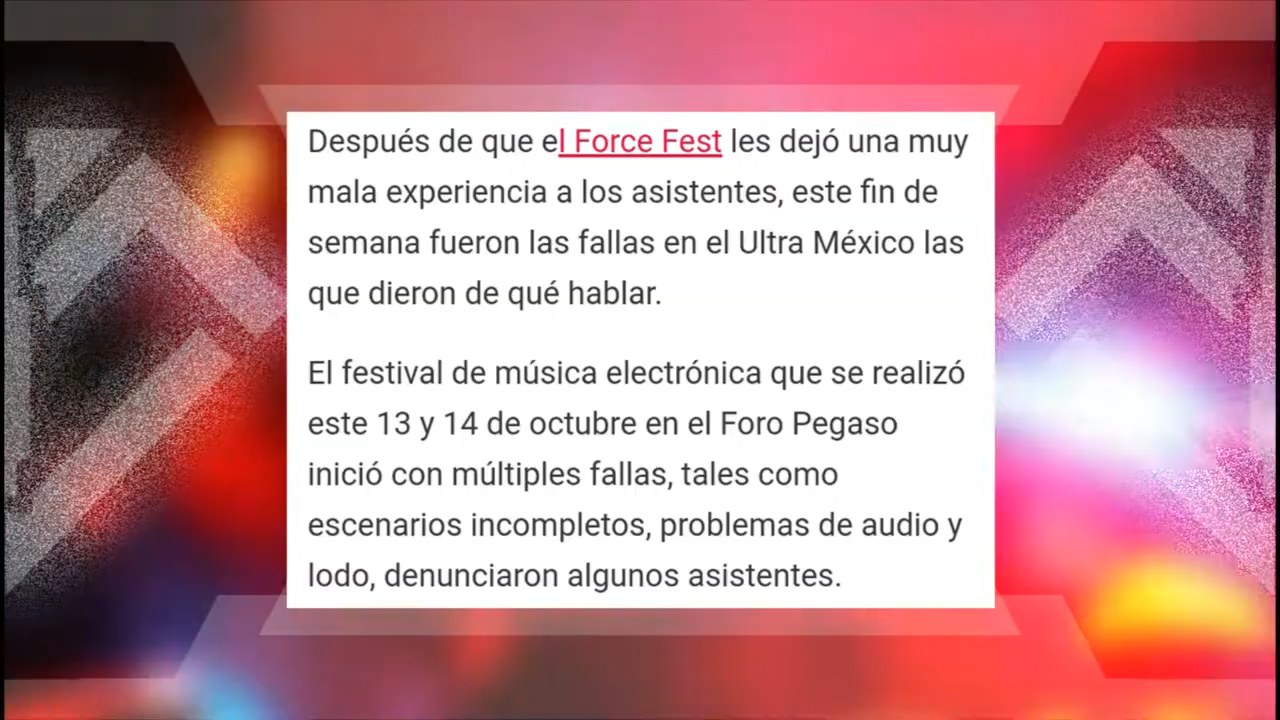 Después de que el Force Fest les dejó una muy
mala experiencia a los asistentes, este fin de
semana fueron las fallas en el Ultra México las
que dieron de qué hablar.
El festival de música electrónica que se realizó
este 13 y 14 de octubre en el Foro Pegaso
inició con múltiples fallas, tales como
escenarios incompletos, problemas de audio y
lodo, denunciaron algunos asistentes.